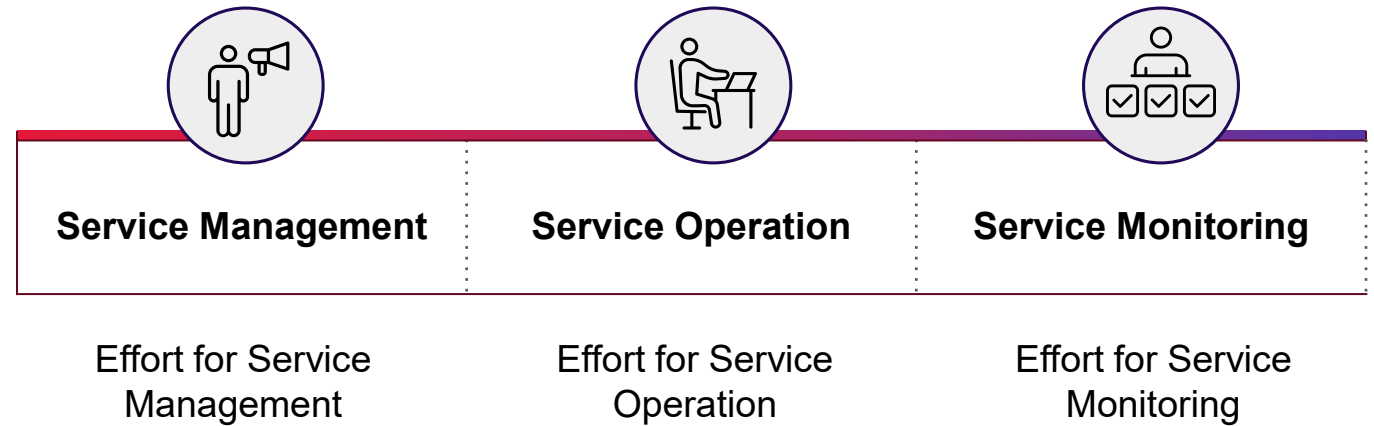 Service Management
Service Operation
Service Monitoring
Effort for Service
Management
Effort for Service
Operation
Effort for Service
Monitoring